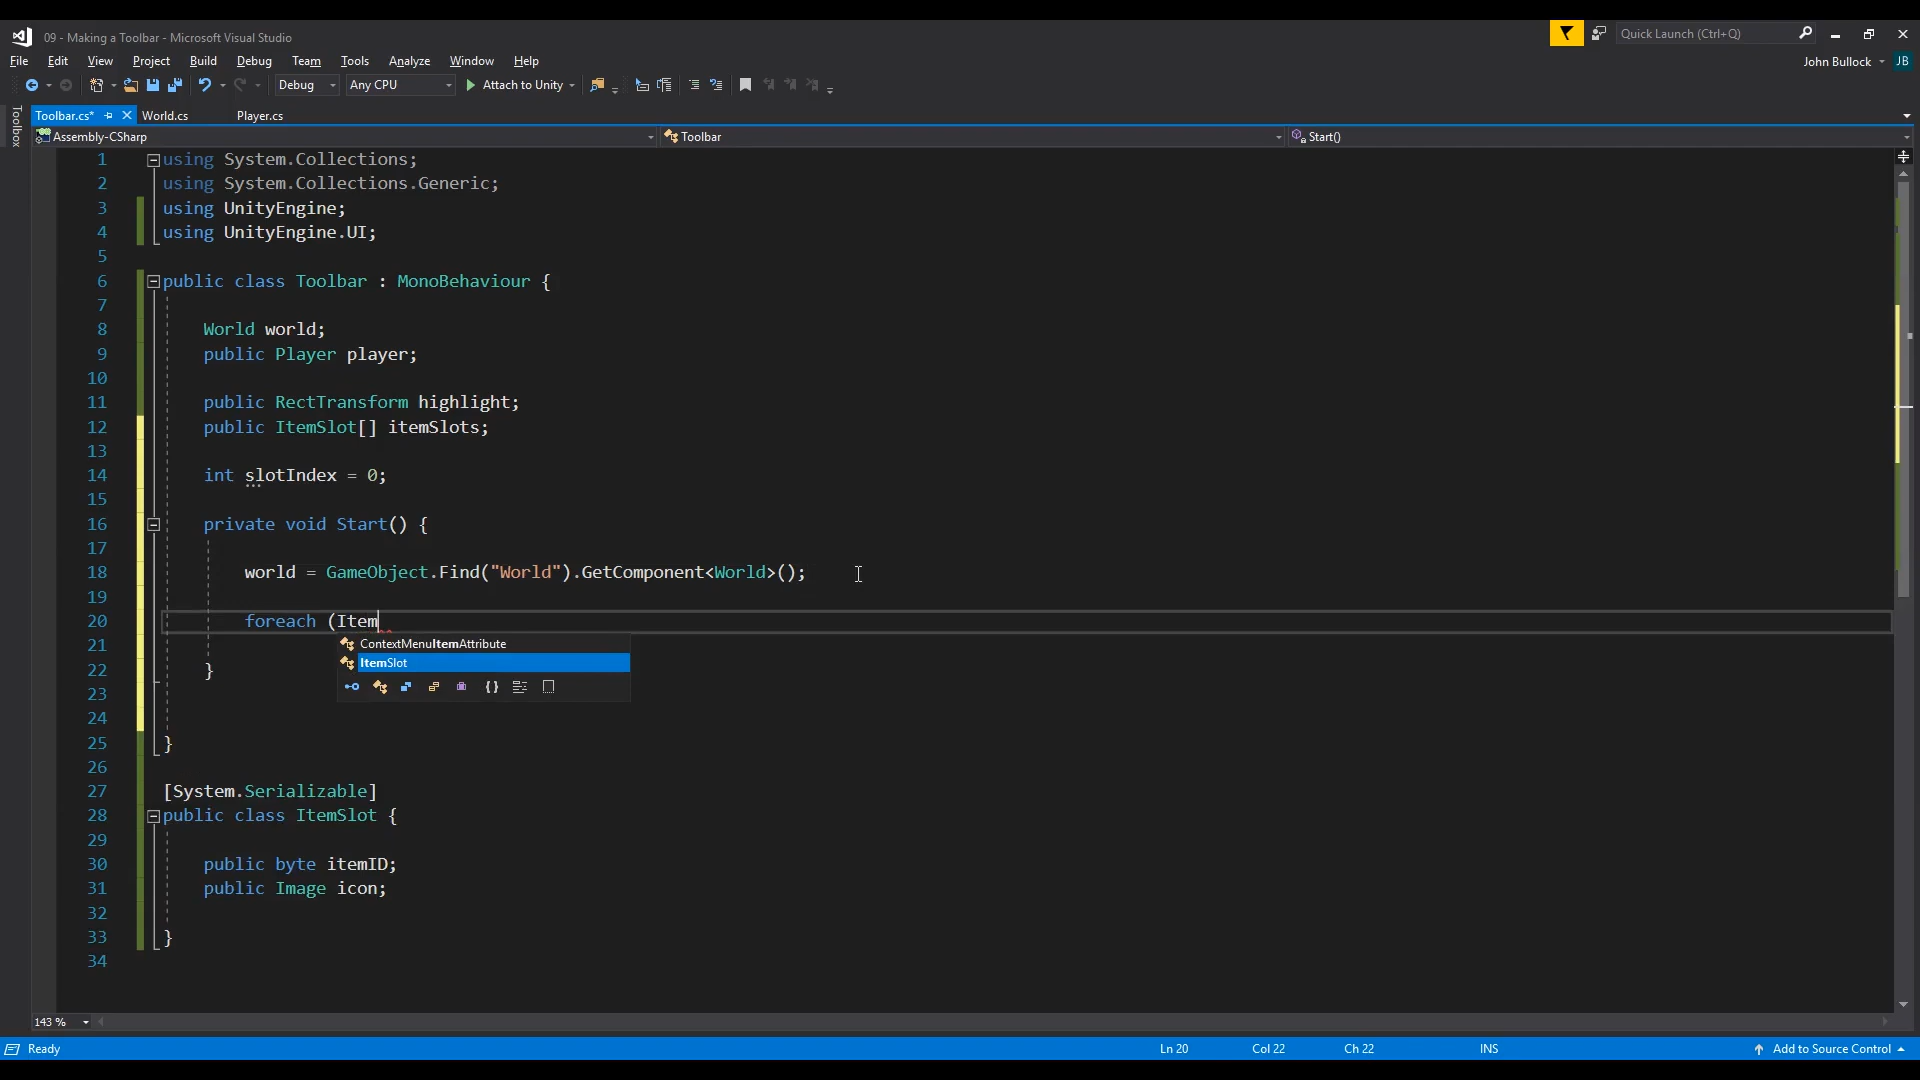 09 - Making a Toolbar - Microsoft Visual Studio
Quick Launch (Ctrl+Q)
File Edit View Project Build Debug Team Tools Analyze Window Help
John Bullock JB
Debug Any CPU Attach to Unity
Toolbox
Toolbar.cs* World.cs Player.cs
Assembly-CSharp Toolbar Start()
1 using System.Collections;
2 using System.Collections.Generic;
3 using UnityEngine;
4 using UnityEngine.UI;
5
6 public class Toolbar : MonoBehaviour {
7
8 World world;
9 public Player player;
10
11 public RectTransform highlight;
12 public ItemSlot[] itemSlots;
13
14 int slotIndex = 0;
15
16 private void Start() {
17
18 world = GameObject.Find("World").GetComponent<World>();
19
20 foreach (Item
ContextMenuItemAttribute
21
ItemSlot
22 }
23
24
25 }
26
27 [System.Serializable]
28 public class ItemSlot {
29
30 public byte itemID;
31 public Image icon;
32
33 }
34
143 %
Ready Ln 20 Col 22 Ch 22 INS Add to Source Control